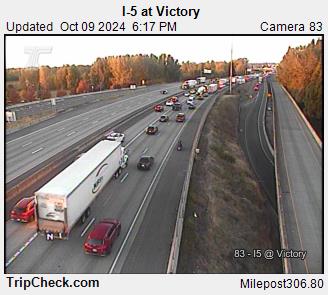 I-5 at Victory
Updated  Oct 09 2024  6:17 PM  Camera 83
83 - I5 @ Victory
TripCheck.com  Milepost306.80